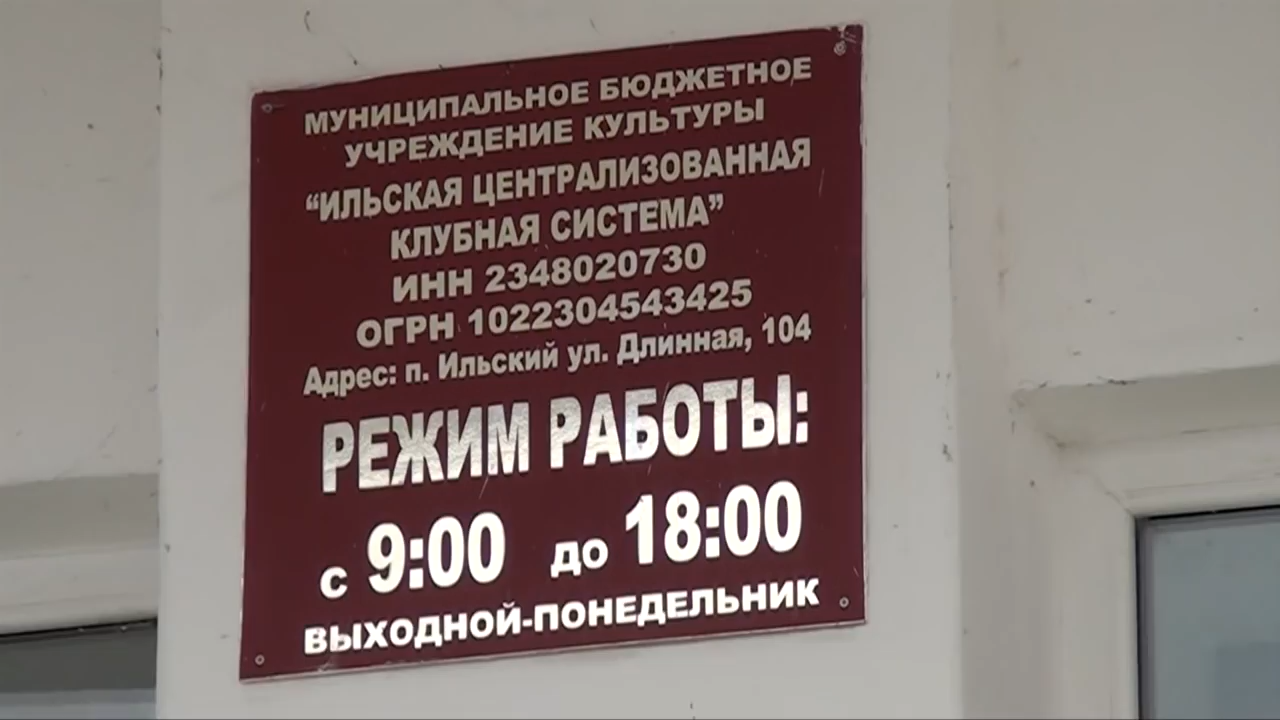 МУНИЦИПАЛЬНОЕ БЮДЖЕТНОЕ
УЧРЕЖДЕНИЕ КУЛЬТУРЫ
“ИЛЬСКАЯ ЦЕНТРАЛИЗОВАННАЯ
КЛУБНАЯ СИСТЕМА”
ИНН 2348020730
ОГРН 1022304543425
Адрес: п. Ильский ул. Длинная, 104
РЕЖИМ РАБОТЫ:
с 9:00 до 18:00
ВЫХОДНОЙ-ПОНЕДЕЛЬНИК